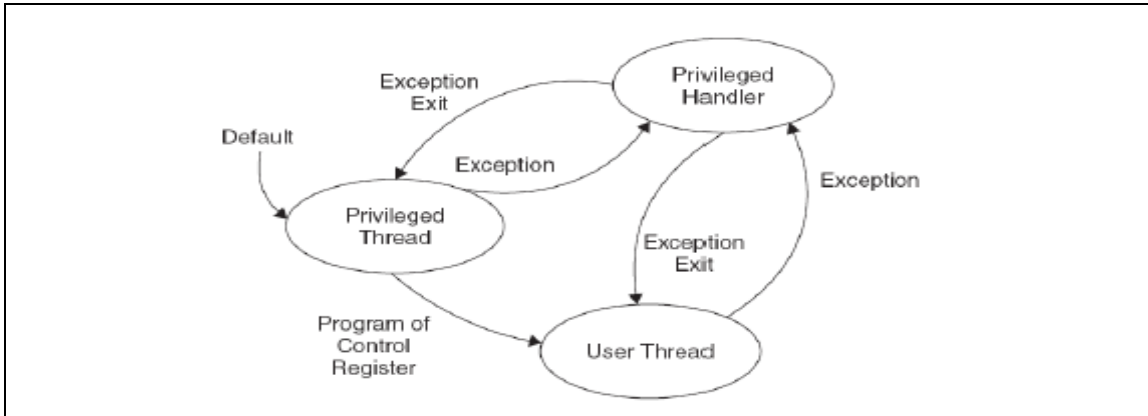 Privileged
Handler
Exception
Exit
Default
Exception
Exception
Privileged
Thread
Exception
Exit
Program of
Control
Register
User Thread